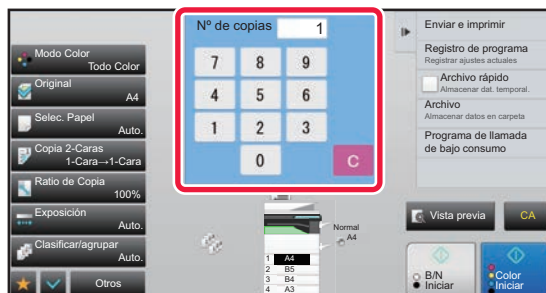 Modo Color
Todo Color
Original
A4
Selec. Papel
Auto.
Copia 2-Caras
1-Cara→1-Cara
Ratio de Copia
100%
Exposición
Auto.
Clasificar/agrupar
Auto.
Otros
Nº de copias 1
7 8 9
4 5 6
1 2 3
0 C
Normal
A4
1 A4
2 B5
3 B4
4 A3
Enviar e imprimir
Registro de programa
Registrar ajustes actuales
Archivo rápido
Almacenar dat. temporal.
Archivo
Almacenar datos en carpeta
Programa de llamada
de bajo consumo
Vista previa CA
B/N
Iniciar
Color
Iniciar